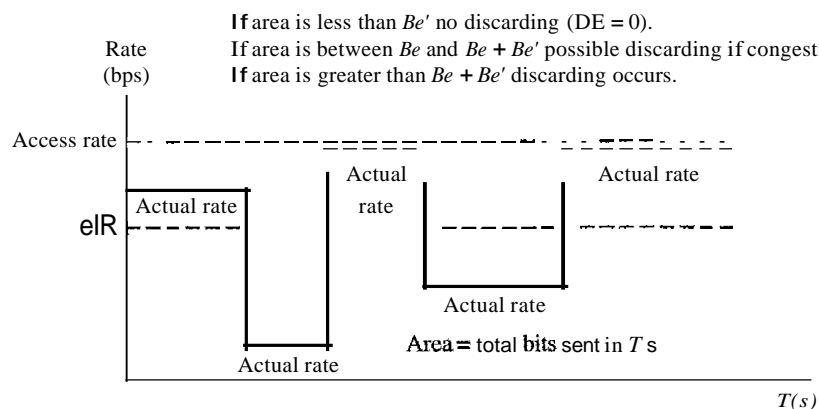 If area is less than Be' no discarding (DE = 0).
If area is between Be and Be + Be' possible discarding if congest
If area is greater than Be + Be' discarding occurs.
Rate
(bps)
Access rate
Actual rate
Actual
rate
Actual rate
eIR
Actual rate
Actual rate
Area = total bits sent in T s
T(s)